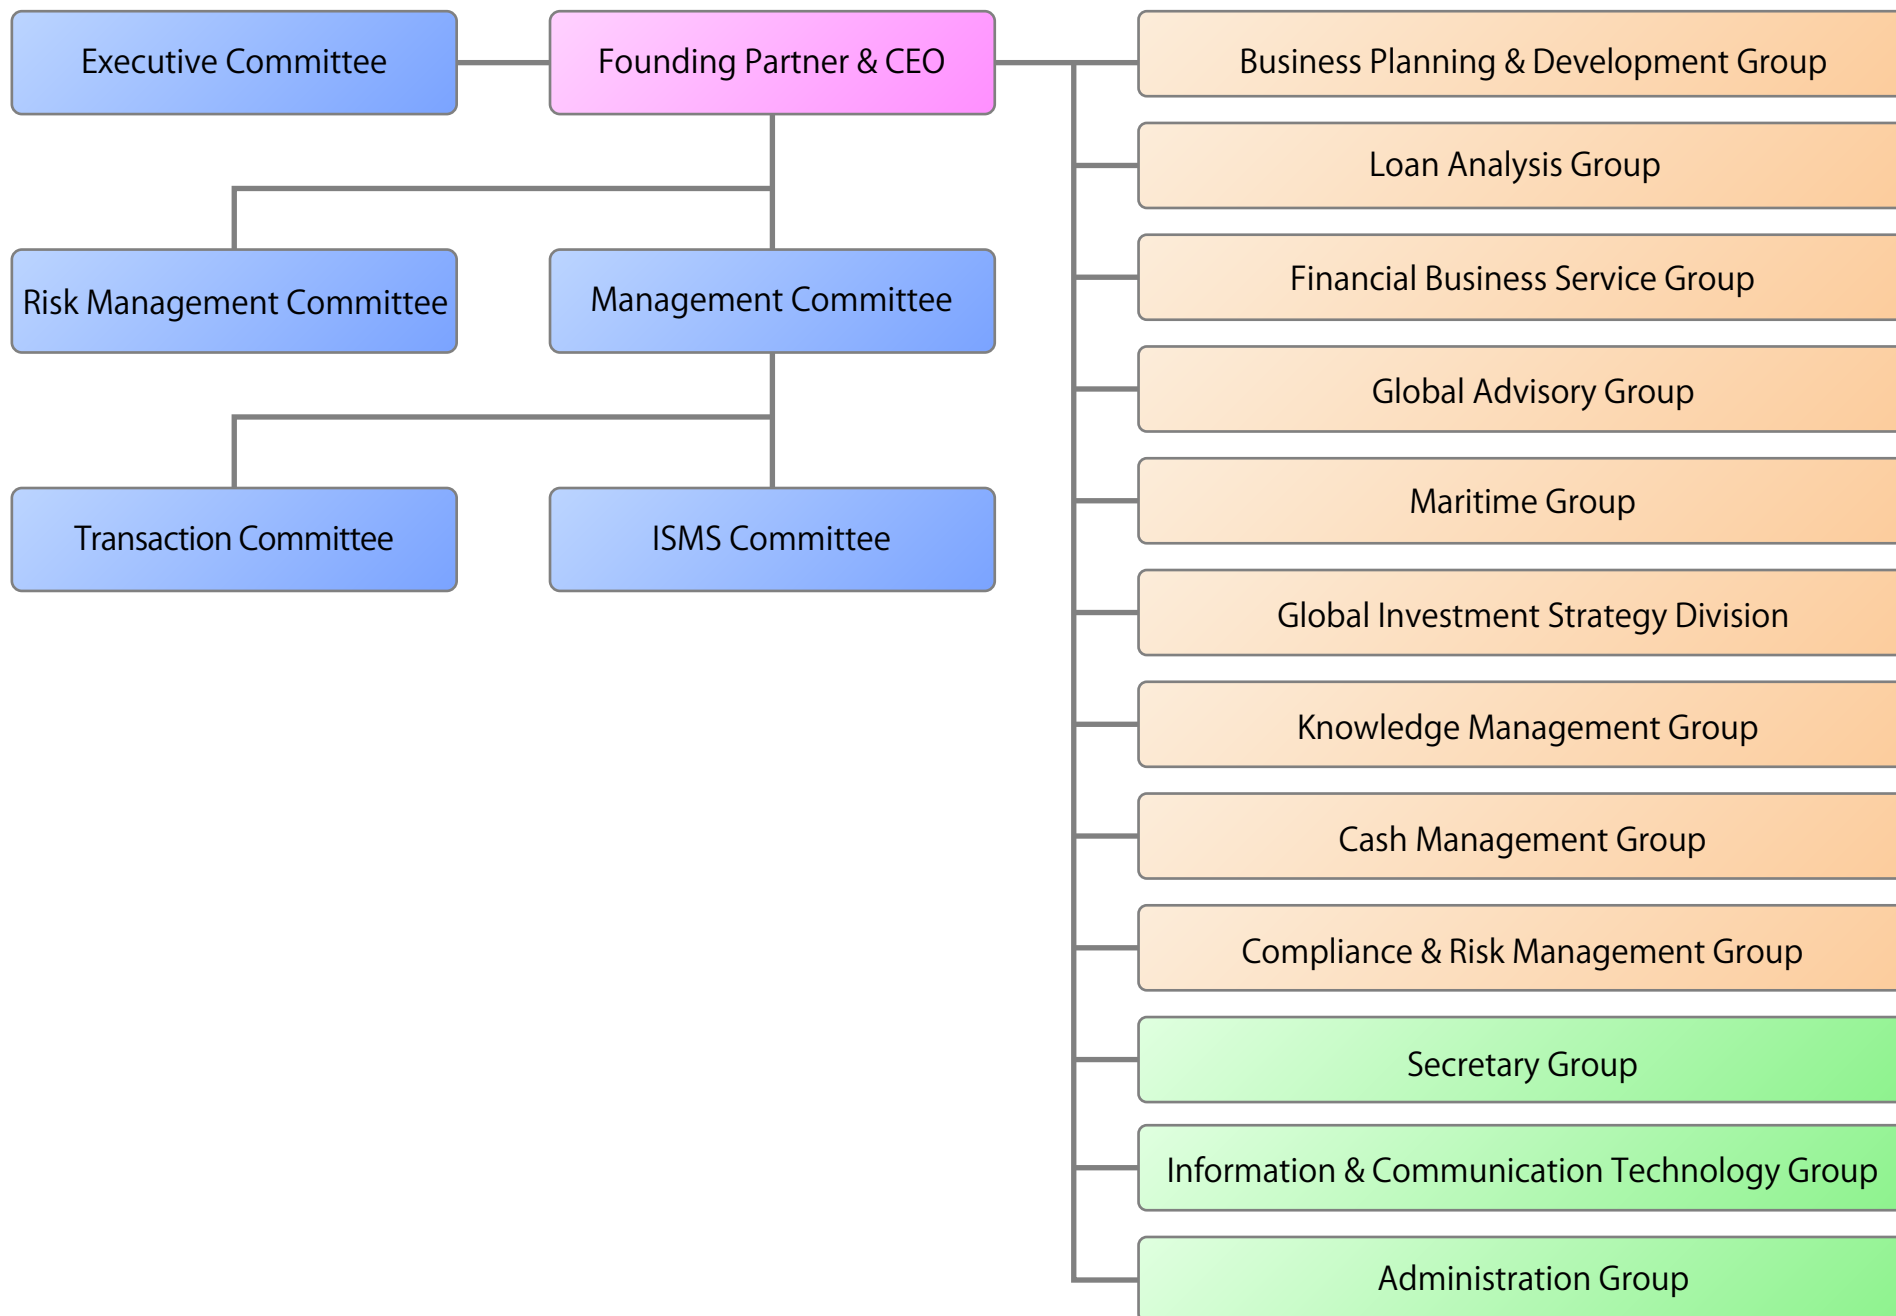 Executive Committee
Founding Partner & CEO
Risk Management Committee
Management Committee
Transaction Committee
ISMS Committee
Business Planning & Development Group
Loan Analysis Group
Financial Business Service Group
Global Advisory Group
Maritime Group
Global Investment Strategy Division
Knowledge Management Group
Cash Management Group
Compliance & Risk Management Group
Secretary Group
Information & Communication Technology Group
Administration Group